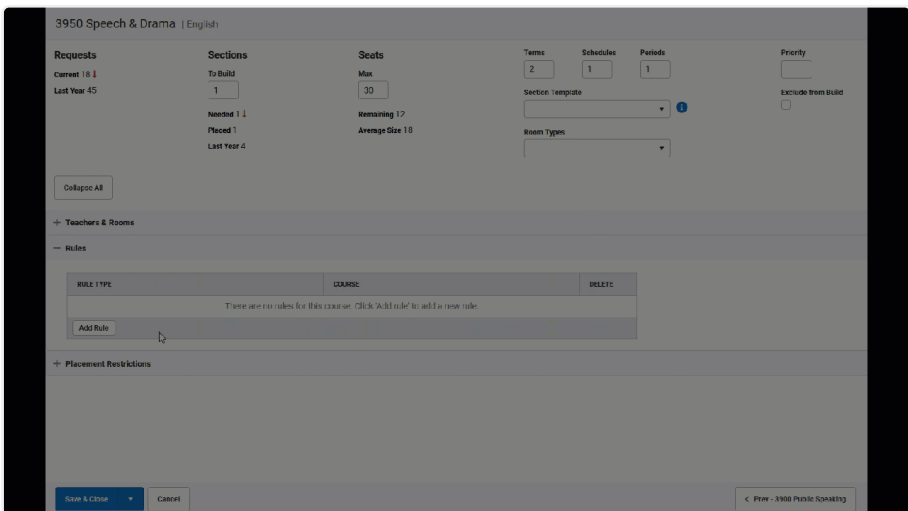 3950 Speech & Drama | English
Requests
Current 18
Last Year 45
Sections
To Build
1
Needed 1
Placed 1
Last Year 4
Seats
Max
30
Remaining 12
Average Size 18
Terms Schedules Periods Priority
2 1 1
Section Template Exclude from Build
Room Types
Collapse All
+ Teachers & Rooms
− Rules
RULE TYPE COURSE DELETE
There are no rules for this course. Click 'Add rule' to add a new rule.
Add Rule
+ Placement Restrictions
Save & Close Cancel < Prev - 3900 Public Speaking